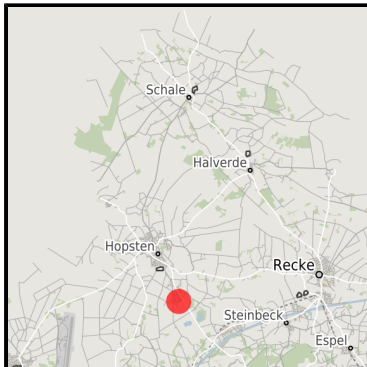 Schale
Halverde
Hopsten
Recke
Steinbeck
Espel